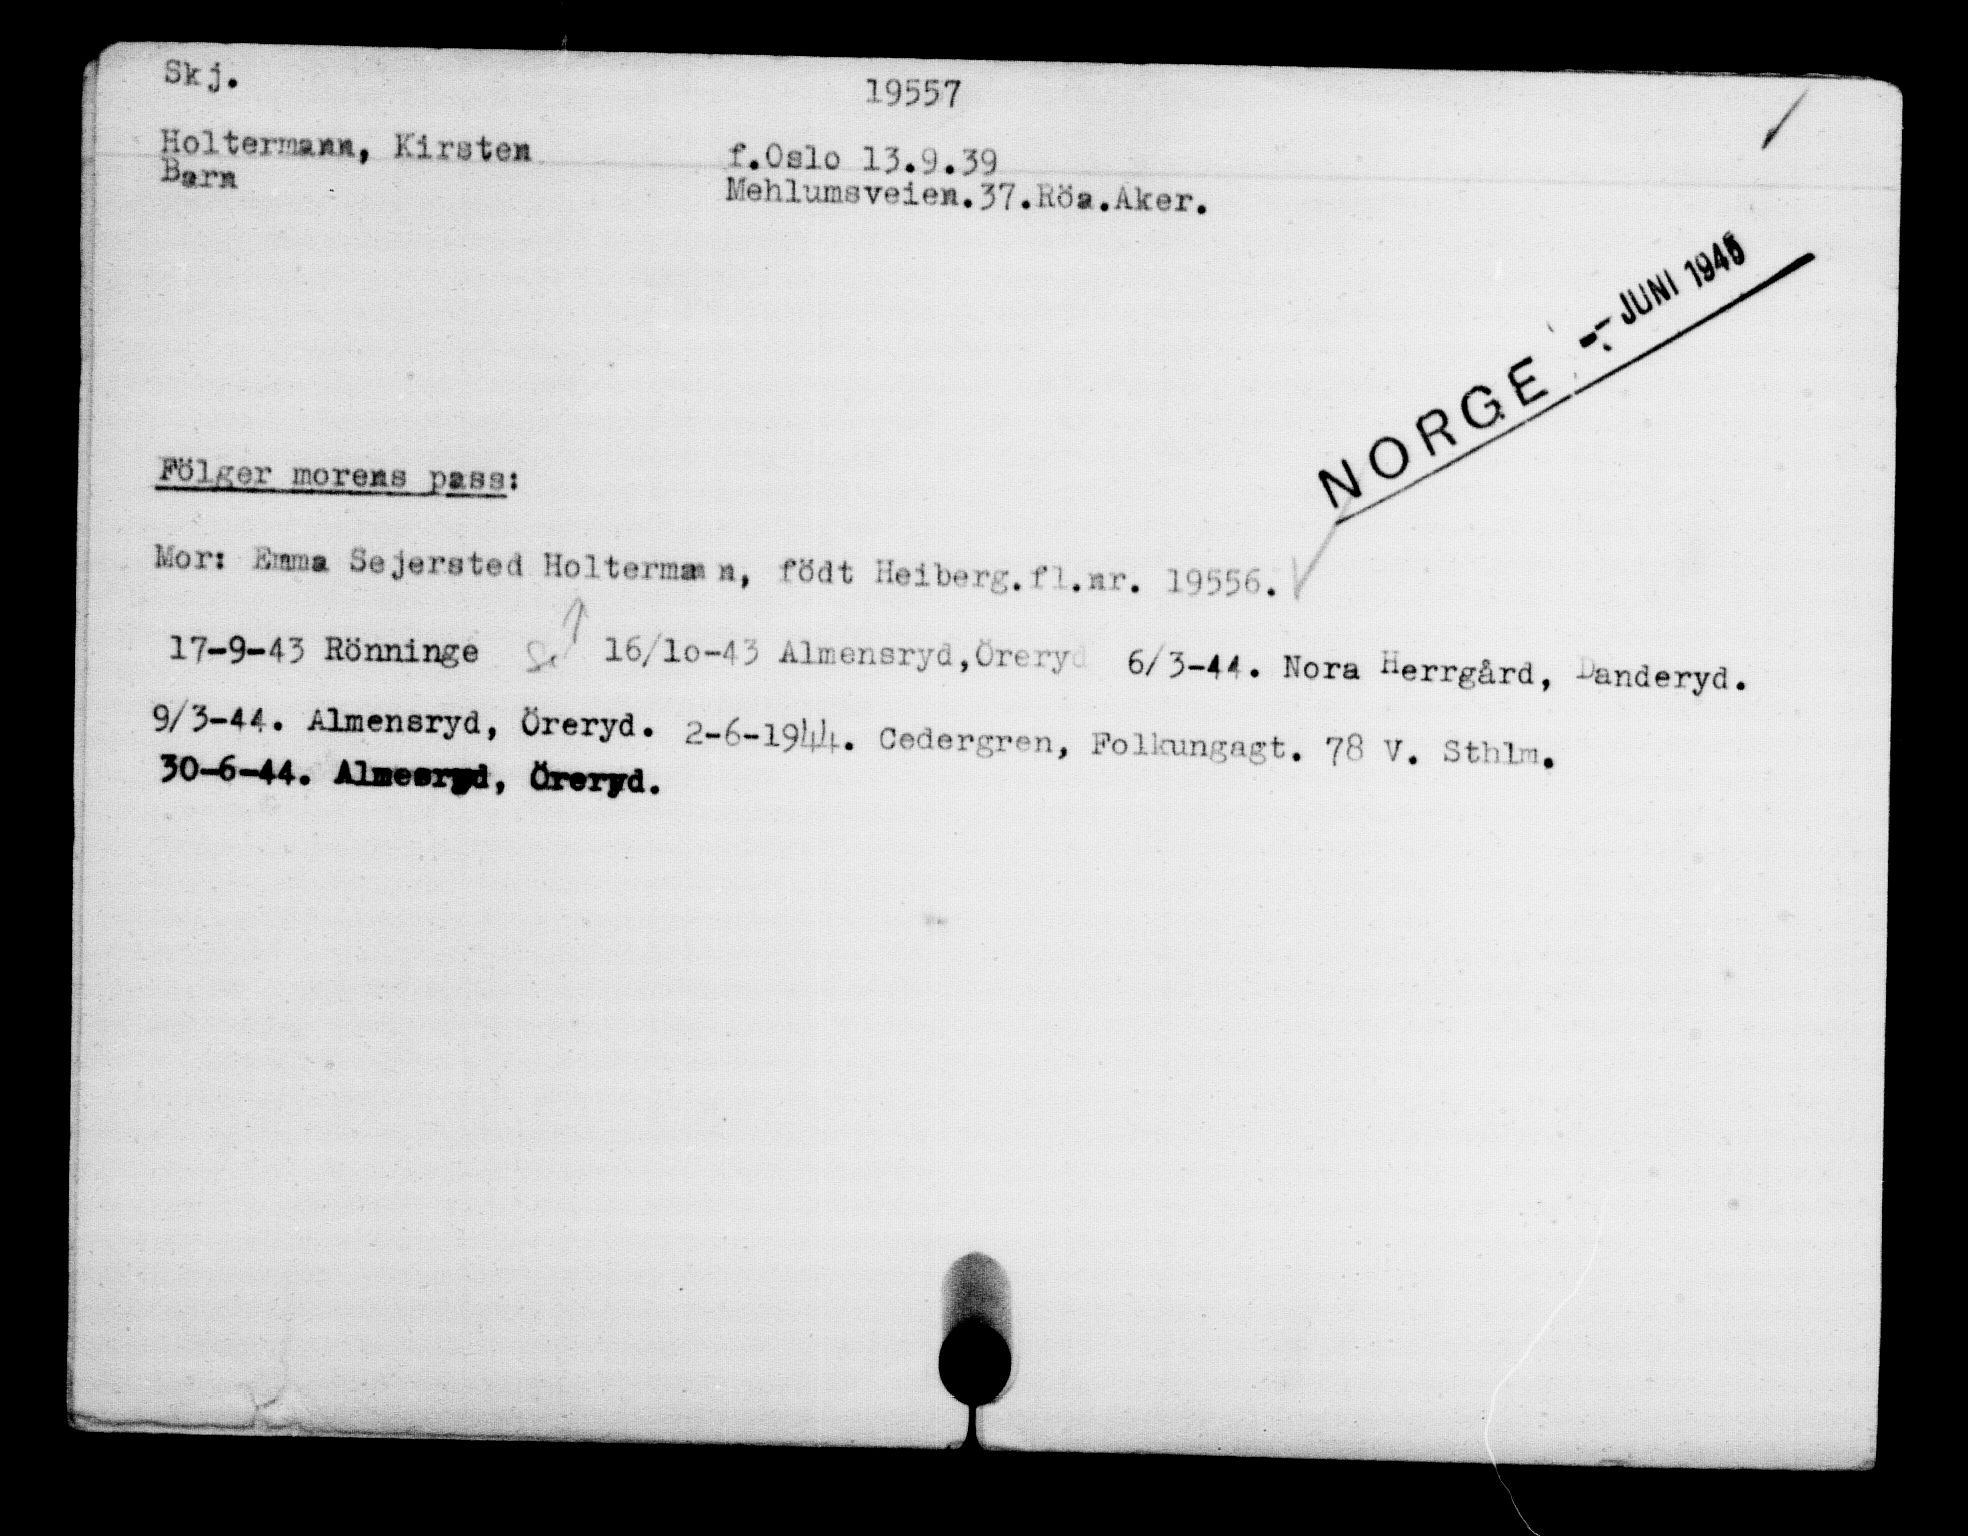 Skj.
19557
Holtermann, Kirsten
f.Oslo 13.9.39
Barn
Mehlumsveien.37.Röa.Aker.
NORGE -- JUNI 1945
Fölger morens pass:
Mor: Emma Sejersted Holtermann, födt Heiberg.fl.nr. 19556.
17-9-43 Rönninge 16/10-43 Almensryd,Öreryd 6/3-44. Nora Herrgård, Danderyd.
9/3-44. Almensryd, Öreryd. 2-6-1944. Cedergren, Folkungagt. 78 V. Sthlm.
30-6-44. Almesryd, Öreryd.